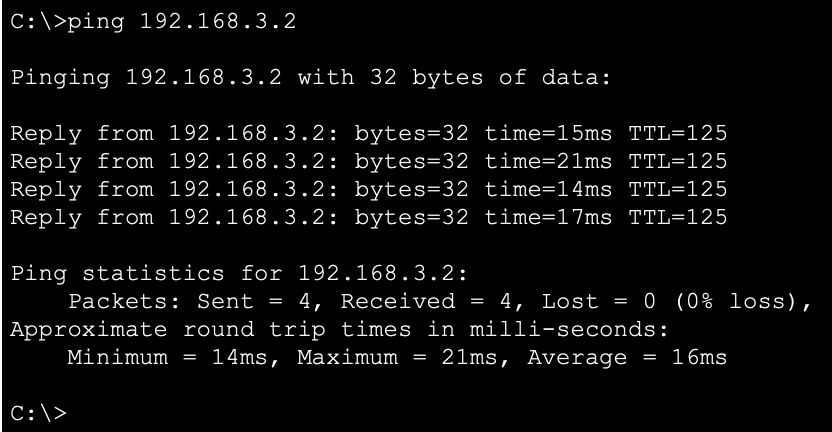 C:\>ping 192.168.3.2
Pinging 192.168.3.2 with 32 bytes of data:
Reply from 192.168.3.2: bytes=32 time=15ms TTL=125
Reply from 192.168.3.2: bytes=32 time=21ms TTL=125
Reply from 192.168.3.2: bytes=32 time=14ms TTL=125
Reply from 192.168.3.2: bytes=32 time=17ms TTL=125
Ping statistics for 192.168.3.2:
    Packets: Sent = 4, Received = 4, Lost = 0 (0% loss),
Approximate round trip times in milli-seconds:
    Minimum = 14ms, Maximum = 21ms, Average = 16ms
C:\>